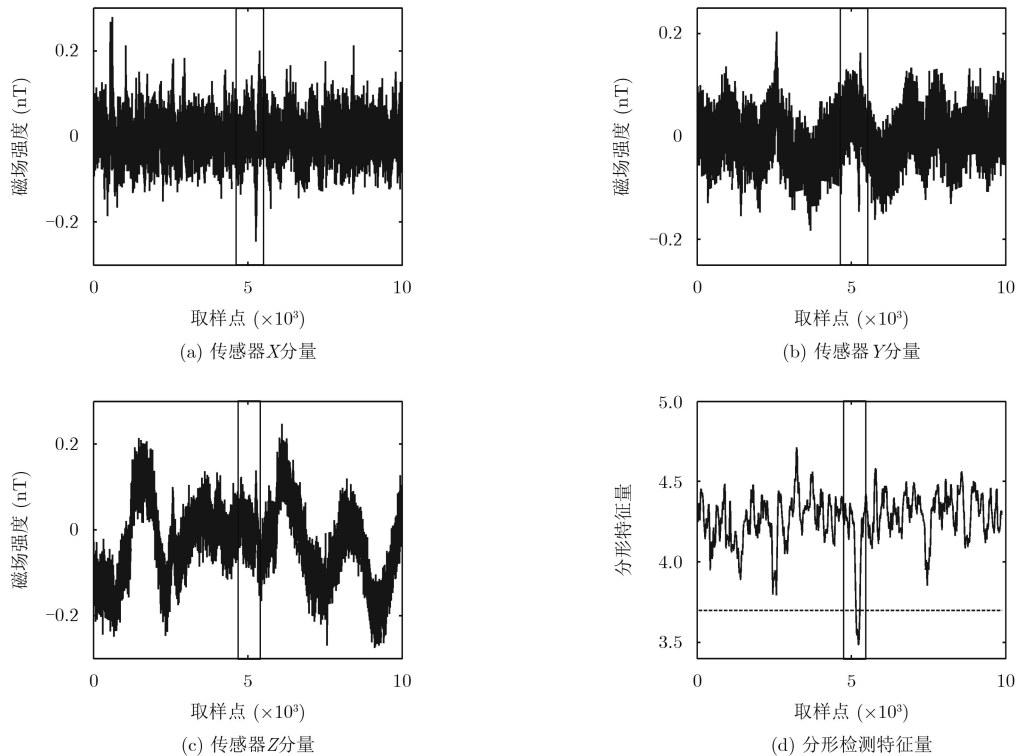 0.2
0
−0.2
磁场强度 (nT)
0 5 10
取样点 (×10³)
(a) 传感器X分量
0.2
0
−0.2
磁场强度 (nT)
0 5 10
取样点 (×10³)
(b) 传感器Y分量
0.2
0
−0.2
磁场强度 (nT)
0 5 10
取样点 (×10³)
(c) 传感器Z分量
5.0
4.5
4.0
3.5
分形特征量
0 5 10
取样点 (×10³)
(d) 分形检测特征量